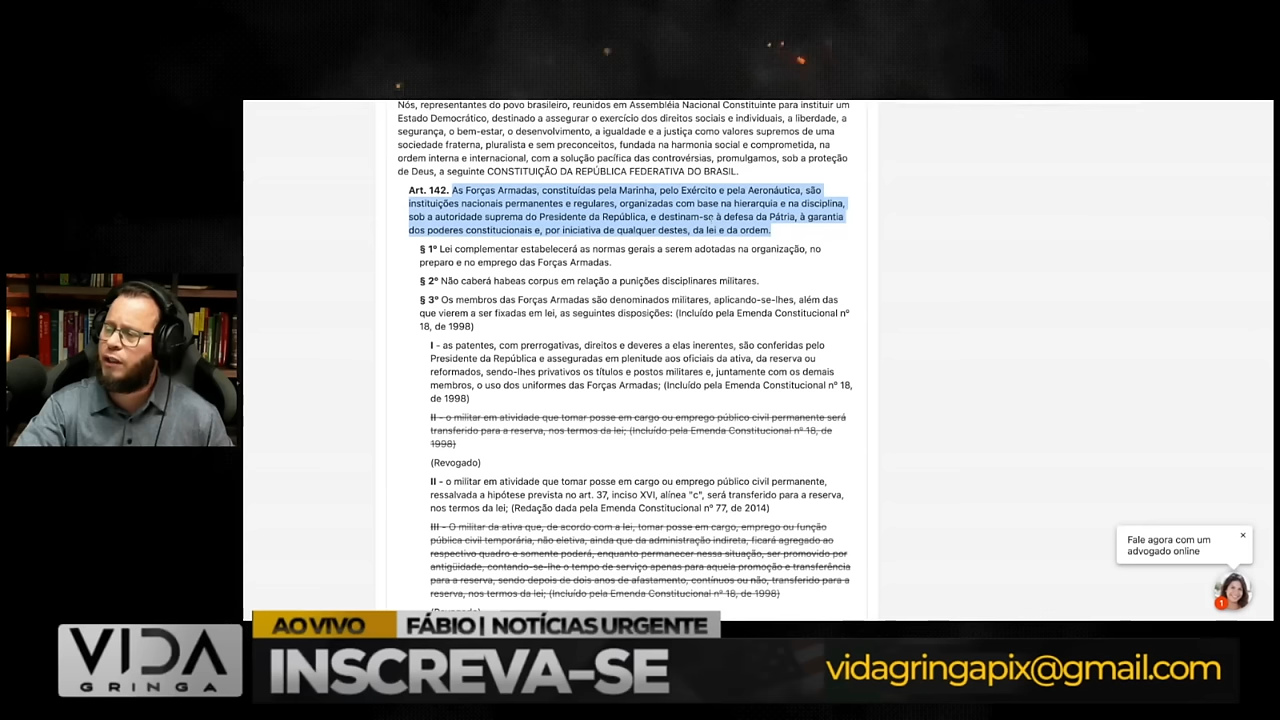 Nós, representantes do povo brasileiro, reunidos em Assembléia Nacional Constituinte para instituir um
Estado Democrático, destinado a assegurar o exercício dos direitos sociais e individuais, a liberdade, a
segurança, o bem-estar, o desenvolvimento, a igualdade e a justiça como valores supremos de uma
sociedade fraterna, pluralista e sem preconceitos, fundada na harmonia social e comprometida, na
ordem interna e internacional, com a solução pacífica das controvérsias, promulgamos, sob a proteção
de Deus, a seguinte CONSTITUIÇÃO DA REPÚBLICA FEDERATIVA DO BRASIL.
Art. 142. As Forças Armadas, constituídas pela Marinha, pelo Exército e pela Aeronáutica, são
instituições nacionais permanentes e regulares, organizadas com base na hierarquia e na disciplina,
sob a autoridade suprema do Presidente da República, e destinam-se à defesa da Pátria, à garantia
dos poderes constitucionais e, por iniciativa de qualquer destes, da lei e da ordem.
§ 1º Lei complementar estabelecerá as normas gerais a serem adotadas na organização, no
preparo e no emprego das Forças Armadas.
§ 2º Não caberá habeas corpus em relação a punições disciplinares militares.
§ 3º Os membros das Forças Armadas são denominados militares, aplicando-se-lhes, além das
que vierem a ser fixadas em lei, as seguintes disposições: (Incluído pela Emenda Constitucional nº
18, de 1998)
I - as patentes, com prerrogativas, direitos e deveres a elas inerentes, são conferidas pelo
Presidente da República e asseguradas em plenitude aos oficiais da ativa, da reserva ou
reformados, sendo-lhes privativos os títulos e postos militares e, juntamente com os demais
membros, o uso dos uniformes das Forças Armadas; (Incluído pela Emenda Constitucional nº 18,
de 1998)
II - o militar em atividade que tomar posse em cargo ou emprego público civil permanente será
transferido para a reserva, nos termos da lei; (Incluído pela Emenda Constitucional nº 18, de
1998)
(Revogado)
II - o militar em atividade que tomar posse em cargo ou emprego público civil permanente,
ressalvada a hipótese prevista no art. 37, inciso XVI, alínea "c", será transferido para a reserva,
nos termos da lei; (Redação dada pela Emenda Constitucional nº 77, de 2014)
III - O militar da ativa que, de acordo com a lei, tomar posse em cargo, emprego ou função
pública civil temporária, não eletiva, ainda que da administração indireta, ficará agregado ao
respectivo quadro e somente poderá, enquanto permanecer nessa situação, ser promovido por
antigüidade, contando-se-lhe o tempo de serviço apenas para aquela promoção e transferência
para a reserva, sendo depois de dois anos de afastamento, contínuos ou não, transferido para a
reserva, nos termos da lei; (Incluído pela Emenda Constitucional nº 18, de 1998)
(Revogado)
Fale agora com um
advogado online
×
1
AO VIVO FÁBIO | NOTÍCIAS URGENTE
VIDA
GRINGA
INSCREVA-SE
vidagringapix@gmail.com